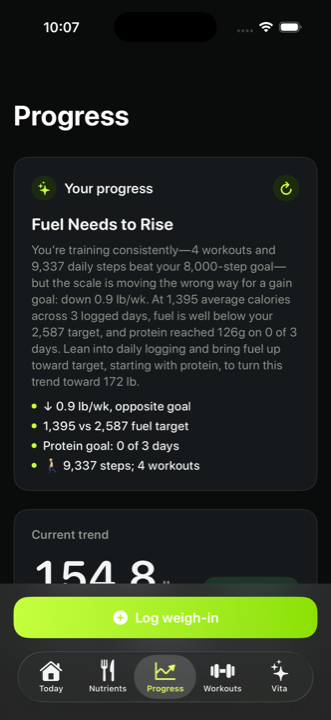 10:07
Progress
Your progress
Fuel Needs to Rise
You're training consistently—4 workouts and
9,337 daily steps beat your 8,000-step goal—
but the scale is moving the wrong way for a gain
goal: down 0.9 lb/wk. At 1,395 average calories
across 3 logged days, fuel is well below your
2,587 target, and protein reached 126g on 0 of 3
days. Lean into daily logging and bring fuel up
toward target, starting with protein, to turn this
trend toward 172 lb.
↓ 0.9 lb/wk, opposite goal
1,395 vs 2,587 fuel target
Protein goal: 0 of 3 days
🚶 9,337 steps; 4 workouts
Current trend
154.8
Log weigh-in
Today
Nutrients
Progress
Workouts
Vita